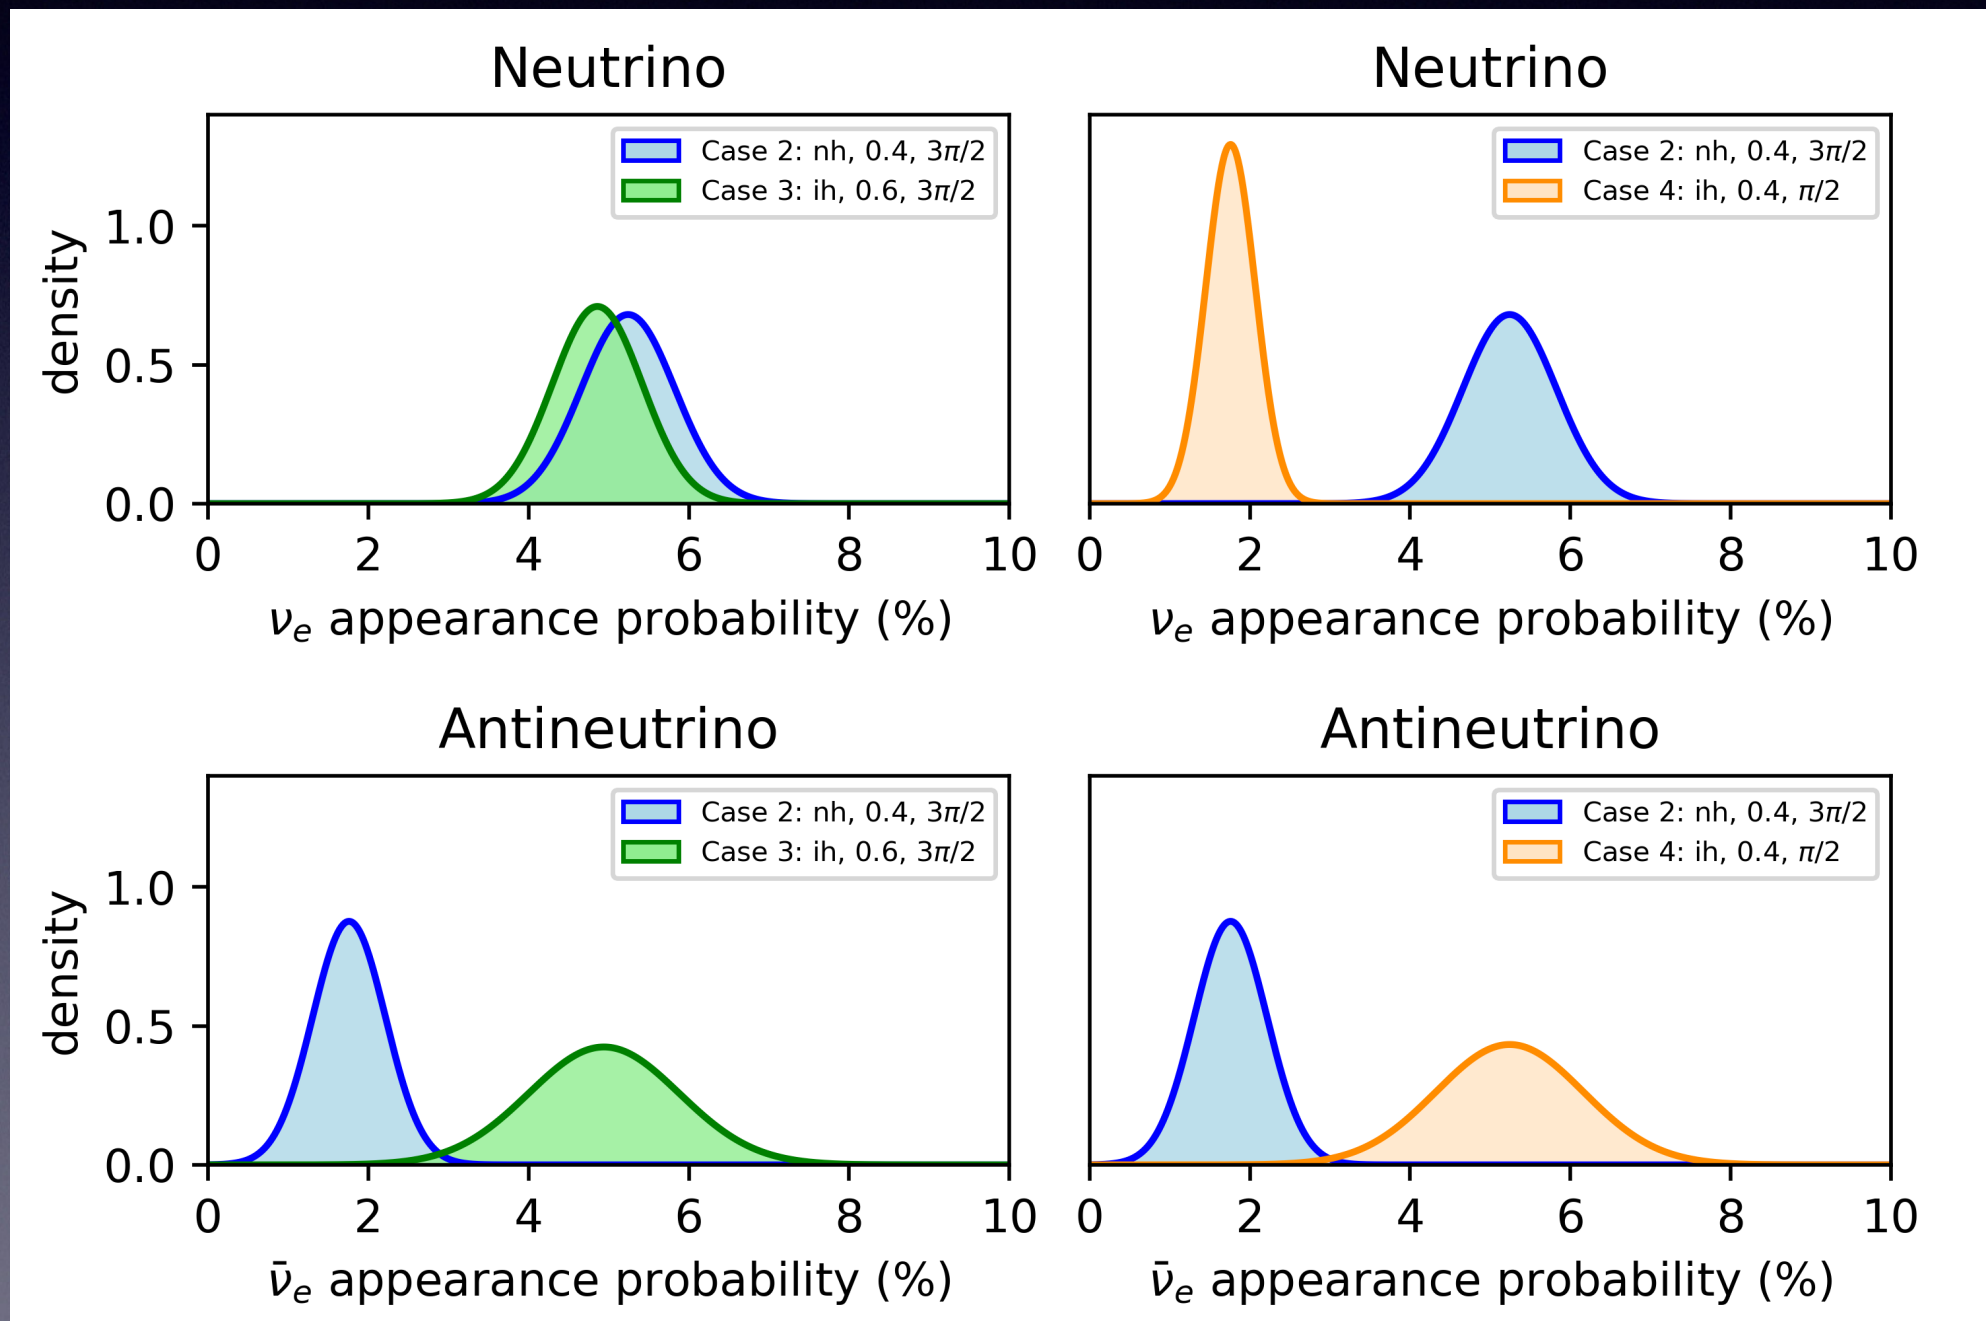 Neutrino
Case 2: nh, 0.4, 3π/2
Case 3: ih, 0.6, 3π/2
density
1.0
0.5
0.0
0 2 4 6 8 10
νe appearance probability (%)
Neutrino
Case 2: nh, 0.4, 3π/2
Case 4: ih, 0.4, π/2
0 2 4 6 8 10
νe appearance probability (%)
Antineutrino
Case 2: nh, 0.4, 3π/2
Case 3: ih, 0.6, 3π/2
density
1.0
0.5
0.0
0 2 4 6 8 10
ν̄e appearance probability (%)
Antineutrino
Case 2: nh, 0.4, 3π/2
Case 4: ih, 0.4, π/2
0 2 4 6 8 10
ν̄e appearance probability (%)